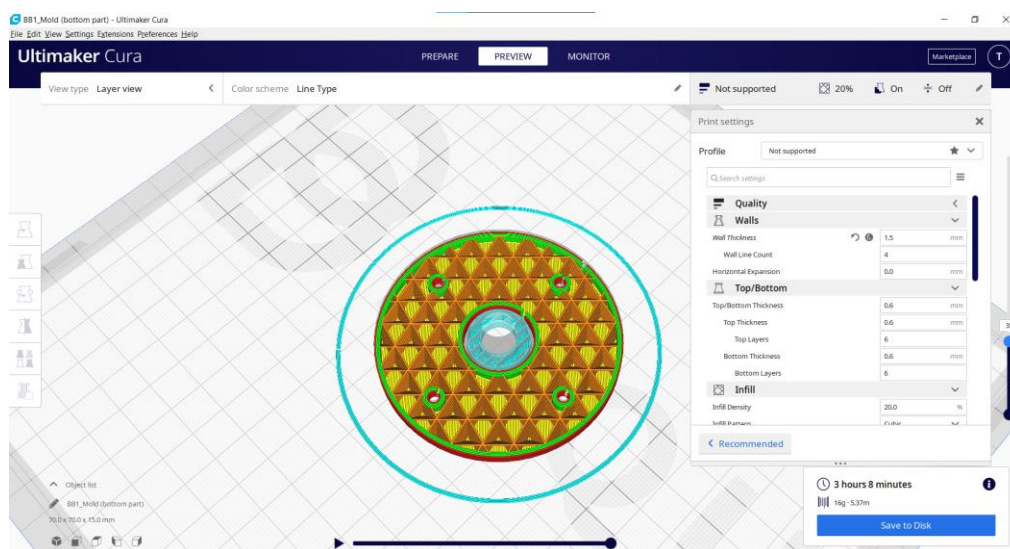 BB1_Mold (bottom part) - Ultimaker Cura
File Edit View Settings Extensions Preferences Help
Ultimaker Cura
PREPARE PREVIEW MONITOR
Marketplace T
View type Layer view
Color scheme Line Type
Not supported 20% On Off
Print settings
Profile Not supported
Search settings
Quality
Walls
Wall Thickness 1.5 mm
Wall Line Count 4
Horizontal Expansion 0.0 mm
Top/Bottom
Top/Bottom Thickness 0.6 mm
Top Thickness 0.6 mm
Top Layers 6
Bottom Thickness 0.6 mm
Bottom Layers 6
Infill
Infill Density 20.0 %
Infill Pattern Cubic
Recommended
Object list
BB1_Mold (bottom part)
70.0 x 70.0 x 15.0 mm
3 hours 8 minutes
16g · 5.37m
Save to Disk